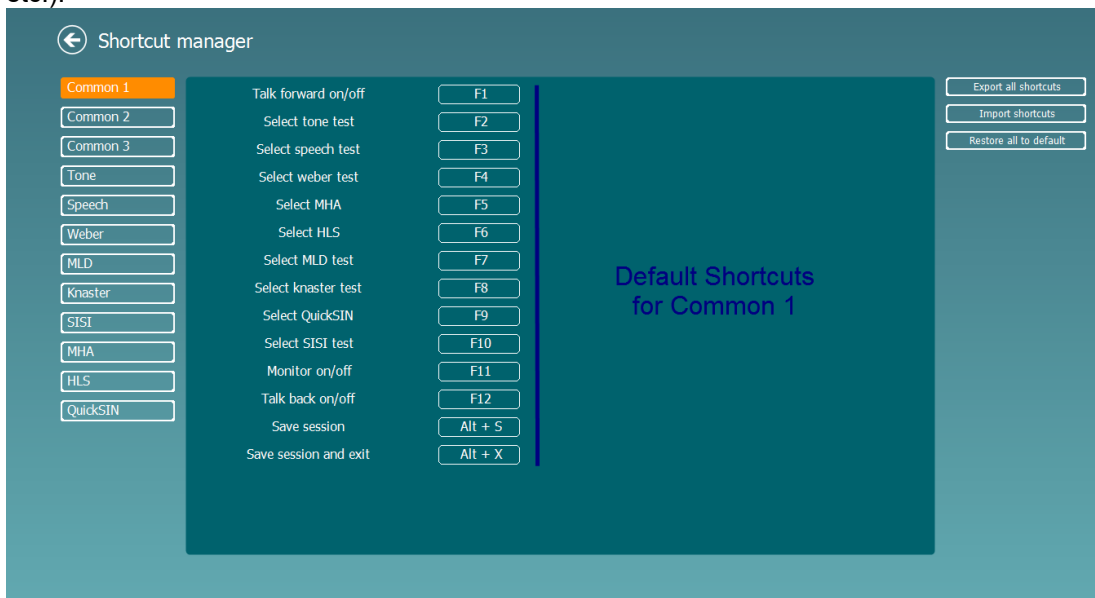 Shortcut manager
Common 1
Common 2
Common 3
Tone
Speech
Weber
MLD
Knaster
SISI
MHA
HLS
QuickSIN
Talk forward on/off F1
Select tone test F2
Select speech test F3
Select weber test F4
Select MHA F5
Select HLS F6
Select MLD test F7
Select knaster test F8
Select QuickSIN F9
Select SISI test F10
Monitor on/off F11
Talk back on/off F12
Save session Alt + S
Save session and exit Alt + X
Default Shortcuts
for Common 1
Export all shortcuts
Import shortcuts
Restore all to default